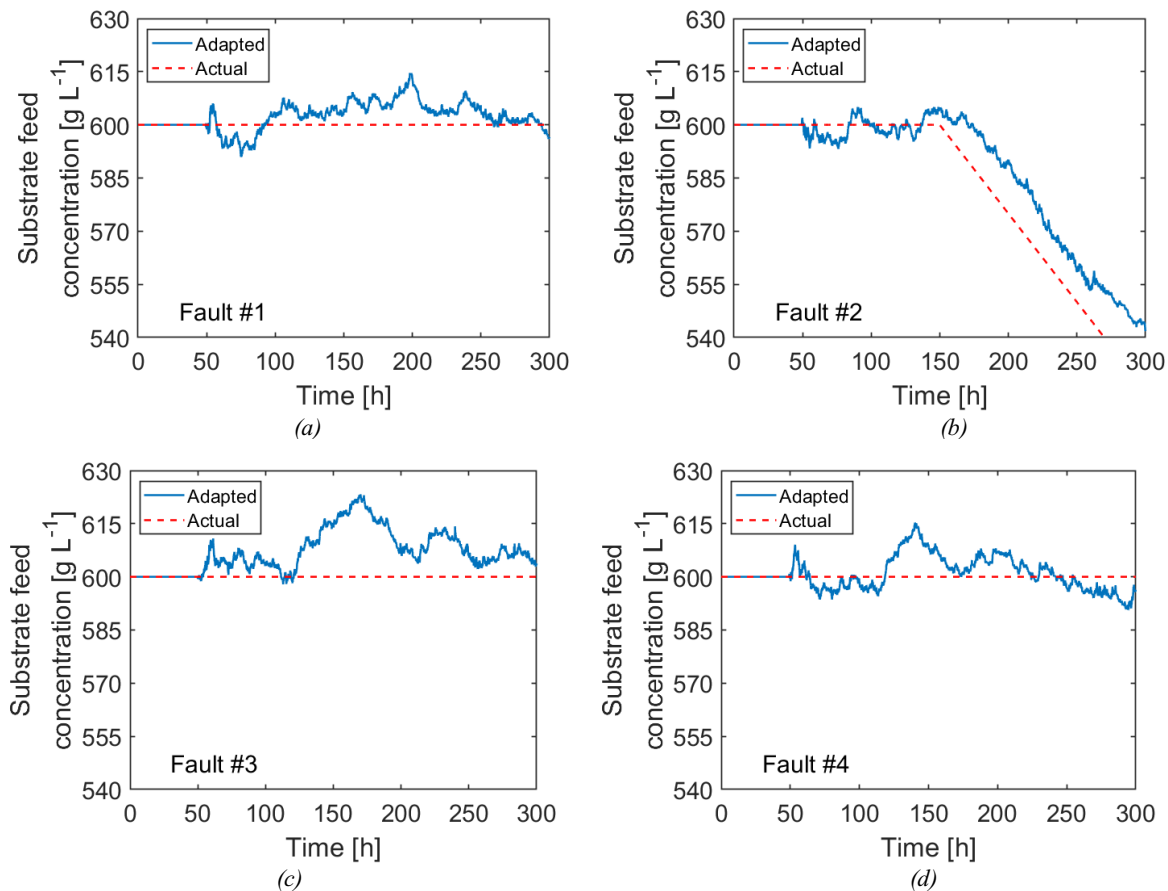 630
615
600
585
570
555
540
0 50 100 150 200 250 300
Substrate feed
concentration [g L-1]
Time [h]
Adapted
Actual
Fault #1
(a)
630
615
600
585
570
555
540
0 50 100 150 200 250 300
Substrate feed
concentration [g L-1]
Time [h]
Adapted
Actual
Fault #2
(b)
630
615
600
585
570
555
540
0 50 100 150 200 250 300
Substrate feed
concentration [g L-1]
Time [h]
Adapted
Actual
Fault #3
(c)
630
615
600
585
570
555
540
0 50 100 150 200 250 300
Substrate feed
concentration [g L-1]
Time [h]
Adapted
Actual
Fault #4
(d)